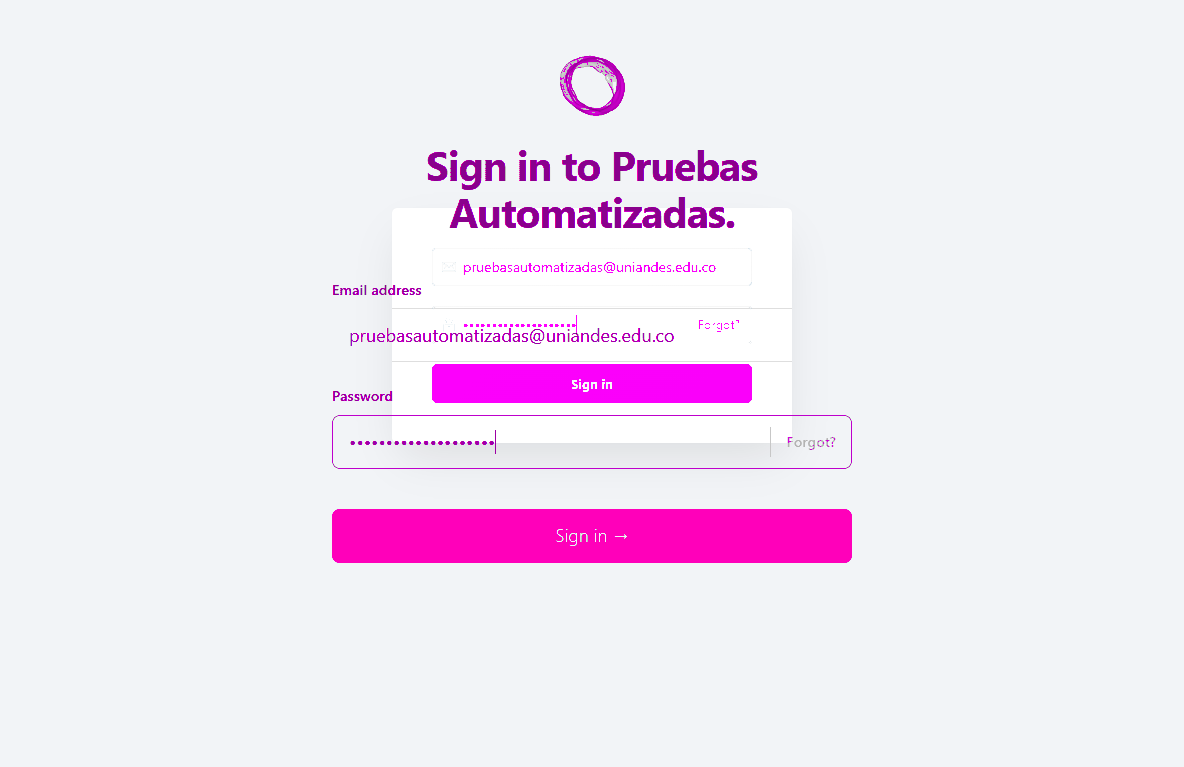 Sign in to Pruebas
Automatizadas.
pruebasautomatizadas@uniandes.edu.co
Email address
Forgot?
pruebasautomatizadas@uniandes.edu.co
Sign in
Password
Forgot?
Sign in →